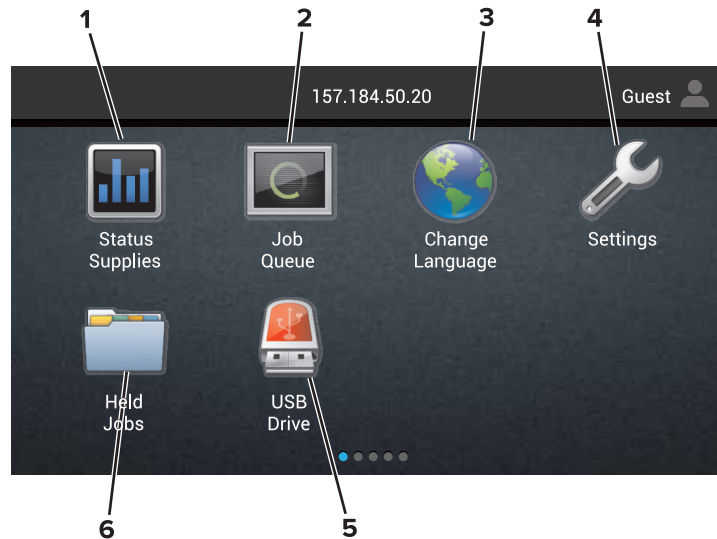 1 2 3 4
157.184.50.20 Guest
Status Supplies
Job Queue
Change Language
Settings
Held Jobs
USB Drive
6 5